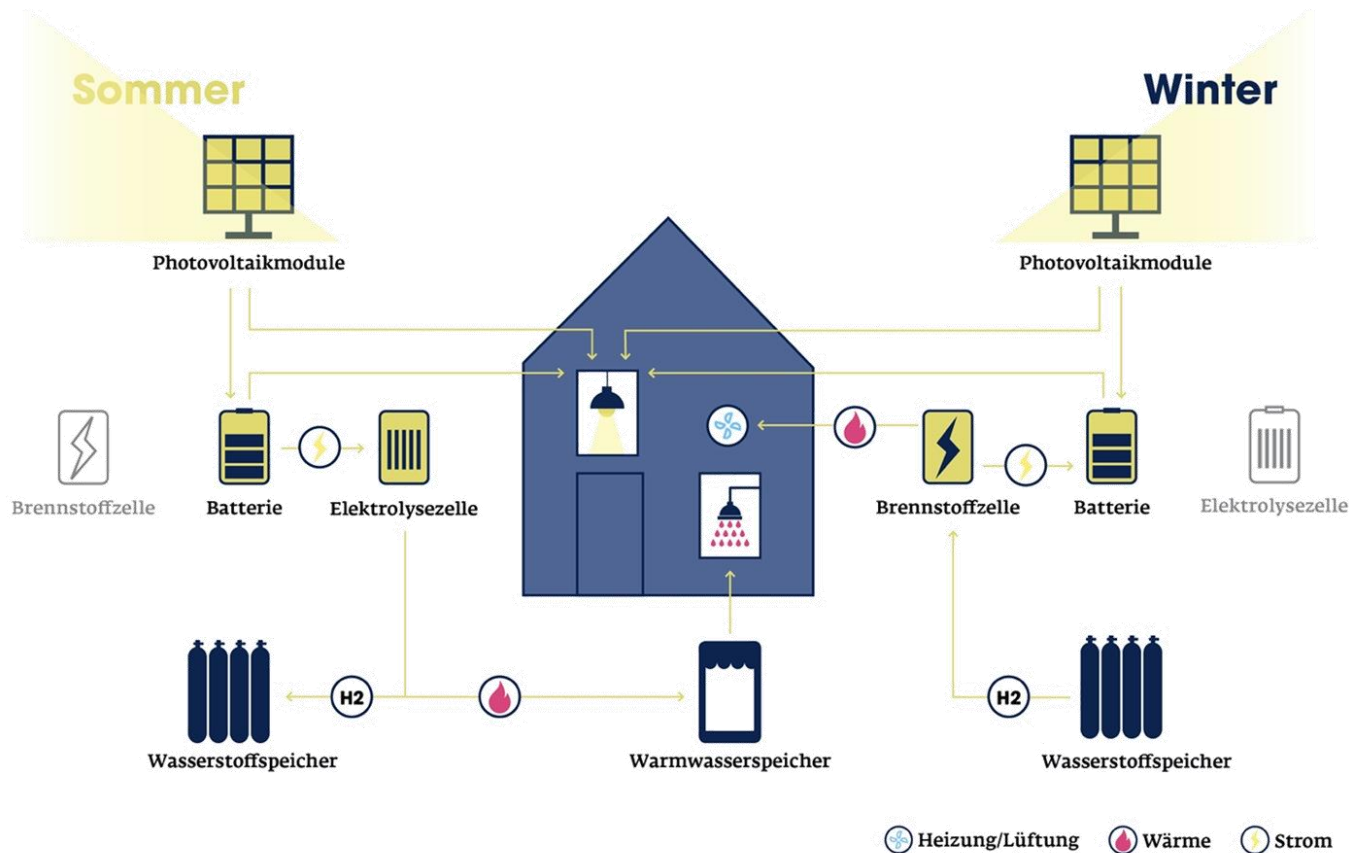 Sommer
Winter
Photovoltaikmodule
Photovoltaikmodule
Brennstoffzelle
Batterie
Elektrolysezelle
Brennstoffzelle
Batterie
Elektrolysezelle
H2
H2
Wasserstoffspeicher
Warmwasserspeicher
Wasserstoffspeicher
Heizung/Lüftung
Wärme
Strom